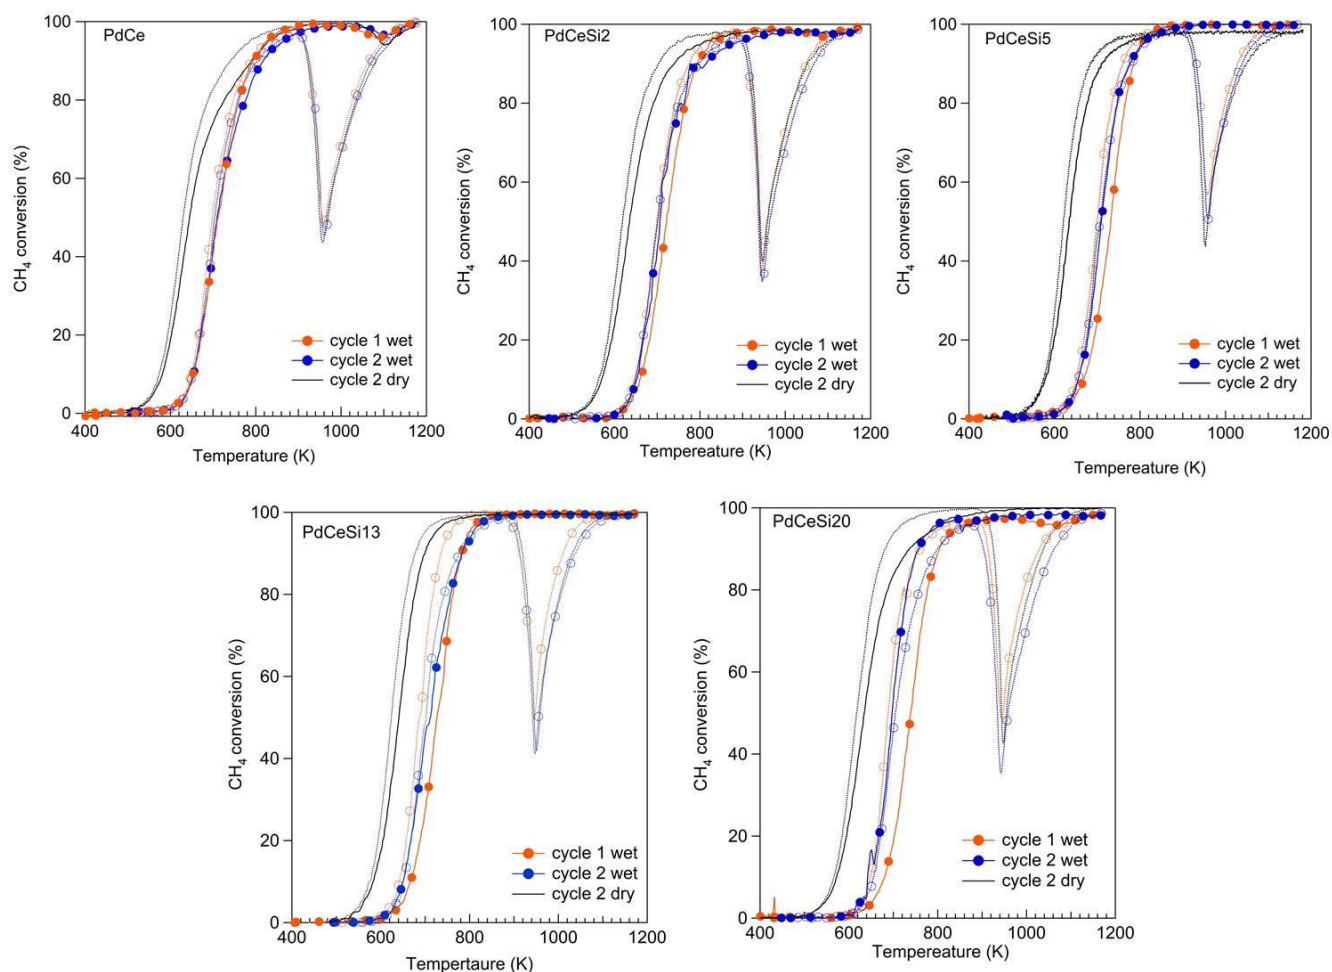 PdCe
CH4 conversion (%)
100
80
60
40
20
0
cycle 1 wet
cycle 2 wet
cycle 2 dry
400 600 800 1000 1200
Temperature (K)
PdCeSi2
CH4 conversion (%)
100
80
60
40
20
0
cycle 1 wet
cycle 2 wet
cycle 2 dry
400 600 800 1000 1200
Tempereature (K)
PdCeSi5
CH4 conversion (%)
100
80
60
40
20
0
cycle 1 wet
cycle 2 wet
cycle 2 dry
400 600 800 1000 1200
Tempereature (K)
PdCeSi13
CH4 conversion (%)
100
80
60
40
20
0
cycle 1 wet
cycle 2 wet
cycle 2 dry
400 600 800 1000 1200
Tempertaure (K)
PdCeSi20
CH4 conversion (%)
100
80
60
40
20
0
cycle 1 wet
cycle 2 wet
cycle 2 dry
400 600 800 1000 1200
Tempereature (K)